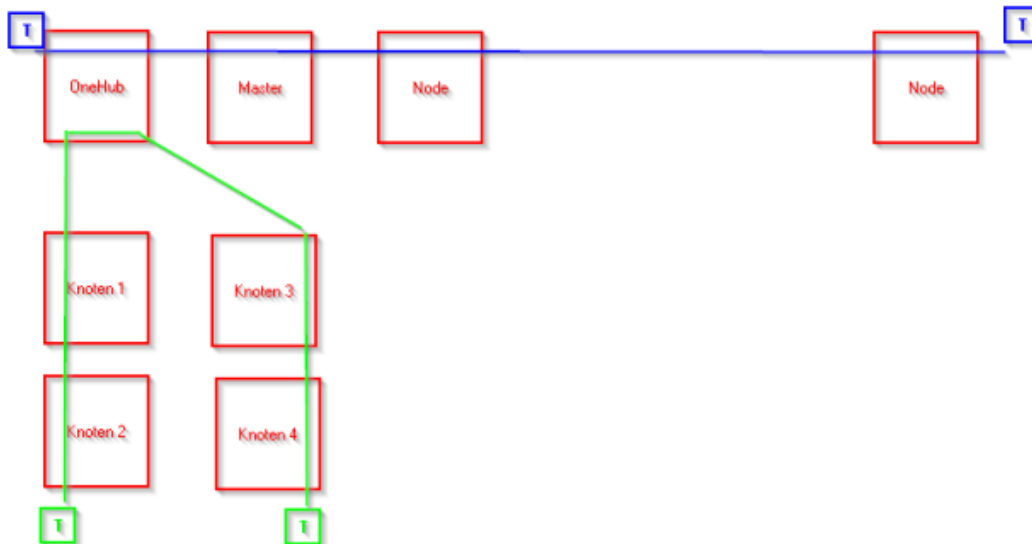 T
T
OneHub
Master
Node
Node
Knoten 1
Knoten 3
Knoten 2
Knoten 4
T
T